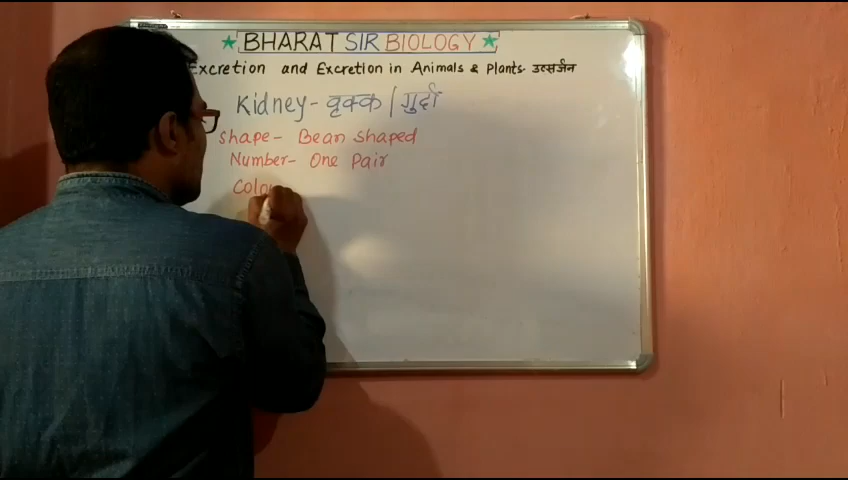 ★ BHARAT SIR BIOLOGY ★
Excretion and Excretion in Animals & Plants. उत्सर्जन
Kidney - वृक्क / गुर्दा
Shape - Bean shaped
Number - One Pair
Colo